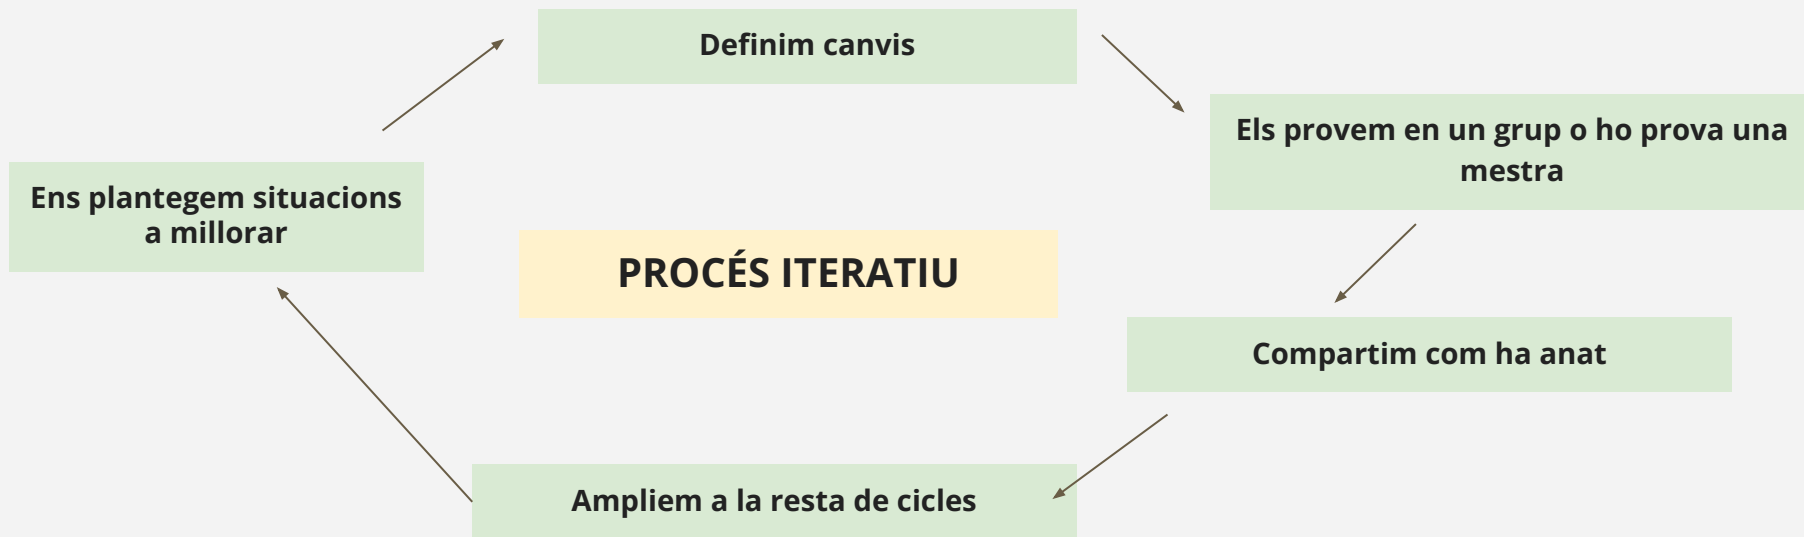 Definim canvis
Els provem en un grup o ho prova una
mestra
Ens plantegem situacions
a millorar
PROCÉS ITERATIU
Compartim com ha anat
Ampliem a la resta de cicles